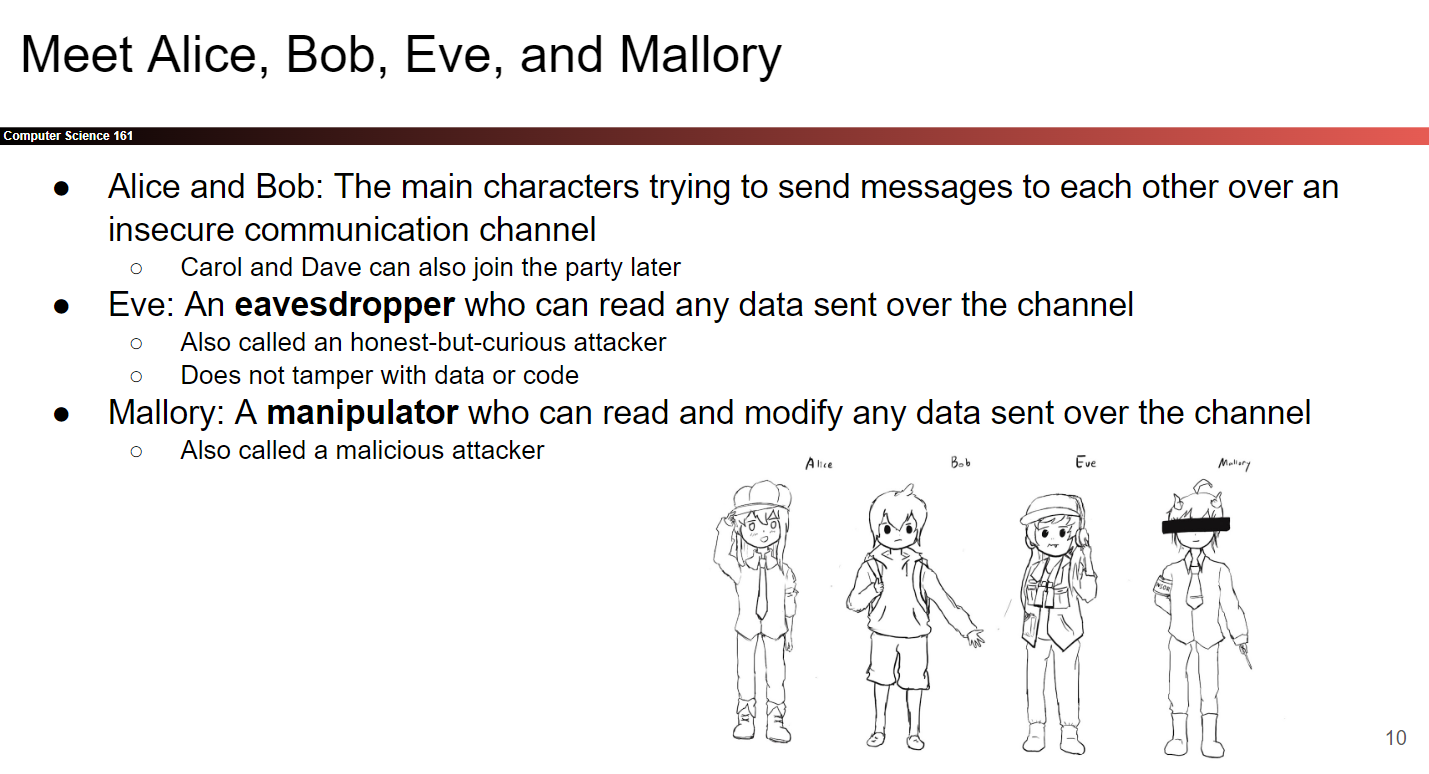 Meet Alice, Bob, Eve, and Mallory
Computer Science 161
● Alice and Bob: The main characters trying to send messages to each other over an
insecure communication channel
○ Carol and Dave can also join the party later
● Eve: An eavesdropper who can read any data sent over the channel
○ Also called an honest-but-curious attacker
○ Does not tamper with data or code
● Mallory: A manipulator who can read and modify any data sent over the channel
○ Also called a malicious attacker
Alice Bob Eve Mallory
10